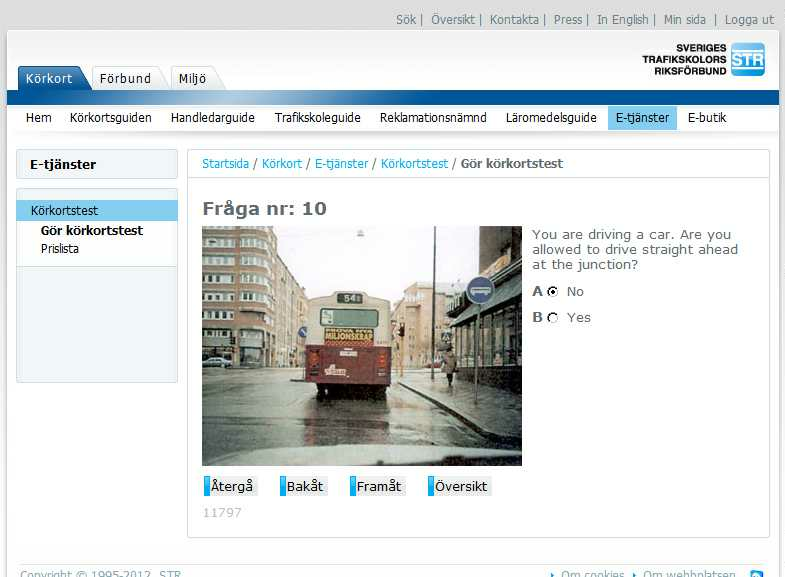 Sök | Översikt | Kontakta | Press | In English | Min sida | Logga ut
SVERIGES
TRAFIKSKOLORS
RIKSFÖRBUND
STR
Körkort Förbund Miljö
Hem Körkortsguiden Handledarguide Trafikskoleguide Reklamationsnämnd Läromedelsguide E-tjänster E-butik
E-tjänster
Körkortstest
Gör körkortstest
Prislista
Startsida / Körkort / E-tjänster / Körkortstest / Gör körkortstest
Fråga nr: 10
54
MILJONSKRAP
You are driving a car. Are you
allowed to drive straight ahead
at the junction?
A No
B Yes
Återgå Bakåt Framåt Översikt
11797
Copyright © 1995-2012, STR Om cookies Om webbplatsen